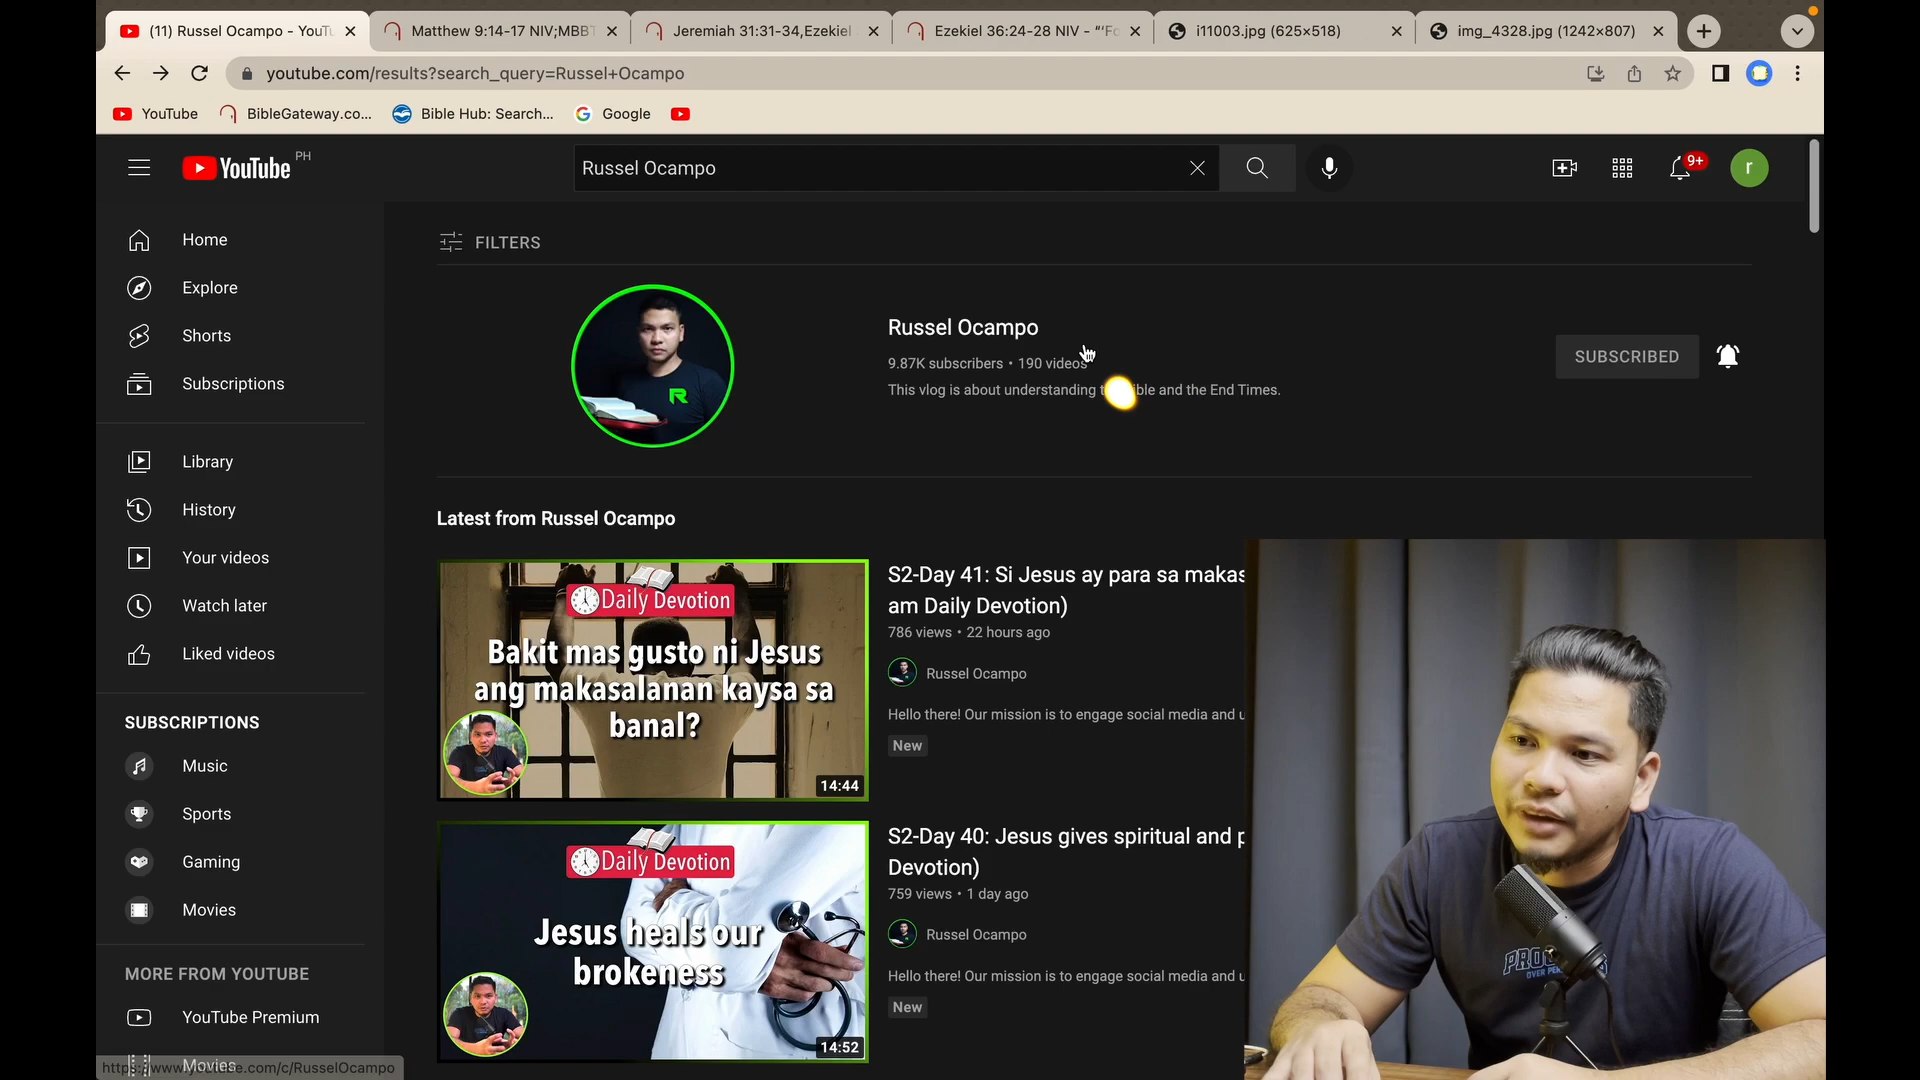 (11) Russel Ocampo - YouTu
Matthew 9:14-17 NIV;MBBT
Jeremiah 31:31-34,Ezekiel
Ezekiel 36:24-28 NIV - “‘Fo
i11003.jpg (625×518)
img_4328.jpg (1242×807)
youtube.com/results?search_query=Russel+Ocampo
YouTube
BibleGateway.co...
Bible Hub: Search...
Google
YouTube PH
Russel Ocampo
9+
r
Home
Explore
Shorts
Subscriptions
Library
History
Your videos
Watch later
Liked videos
SUBSCRIPTIONS
Music
Sports
Gaming
Movies
MORE FROM YOUTUBE
YouTube Premium
Movies
https://www.youtube.com/c/RusselOcampo
FILTERS
Russel Ocampo
9.87K subscribers • 190 videos
This vlog is about understanding and the End Times.
SUBSCRIBED
R
Latest from Russel Ocampo
Daily Devotion
Bakit mas gusto ni Jesus
ang makasalanan kaysa sa
banal?
14:44
S2-Day 41: Si Jesus ay para sa makas
am Daily Devotion)
786 views • 22 hours ago
Russel Ocampo
Hello there! Our mission is to engage social media and u
New
Daily Devotion
Jesus heals our
brokeness
14:52
S2-Day 40: Jesus gives spiritual and p
Devotion)
759 views • 1 day ago
Russel Ocampo
Hello there! Our mission is to engage social media and u
New